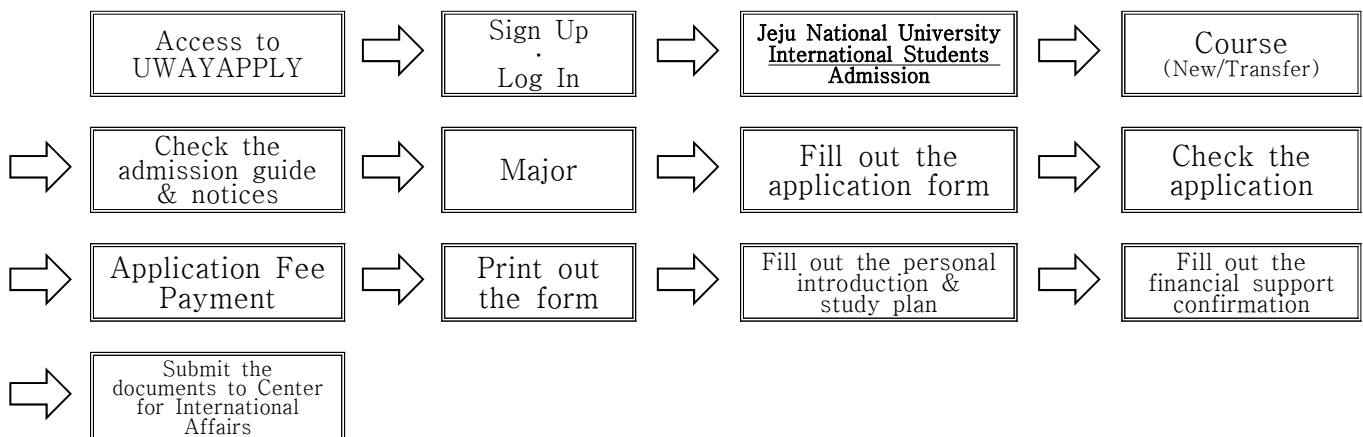 Access to
UWAYAPPLY
Sign Up
·
Log In
Jeju National University
International Students
Admission
Course
(New/Transfer)
Check the
admission guide
& notices
Major
Fill out the
application form
Check the
application
Application Fee
Payment
Print out
the form
Fill out the personal
introduction &
study plan
Fill out the
financial support
confirmation
Submit the
documents to Center
for International
Affairs